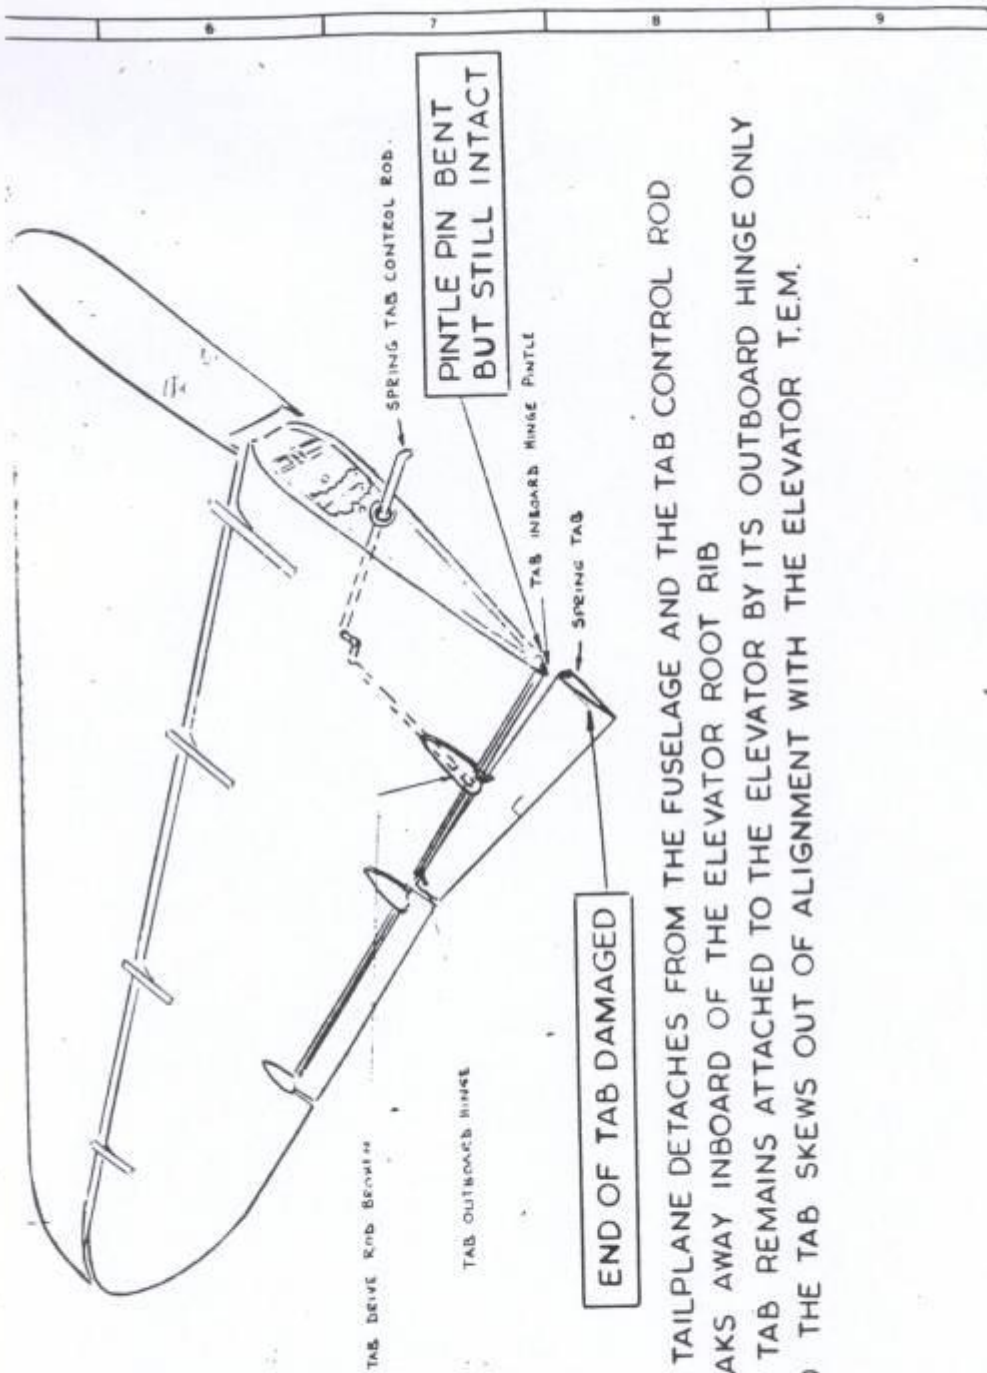 6
7
8
9
PINTLE PIN BENT
BUT STILL INTACT
SPRING TAB CONTROL ROD.
TAB INBOARD HINGE PINTLE
SPRING TAB
TAB DRIVE ROD BROKEN
TAB OUTBOARD HINGE
END OF TAB DAMAGED
TAILPLANE DETACHES FROM THE FUSELAGE AND THE TAB CONTROL ROD
AKS AWAY INBOARD OF THE ELEVATOR ROOT RIB
TAB REMAINS ATTACHED TO THE ELEVATOR BY ITS OUTBOARD HINGE ONLY
) THE TAB SKEWS OUT OF ALIGNMENT WITH THE ELEVATOR T.E.M.